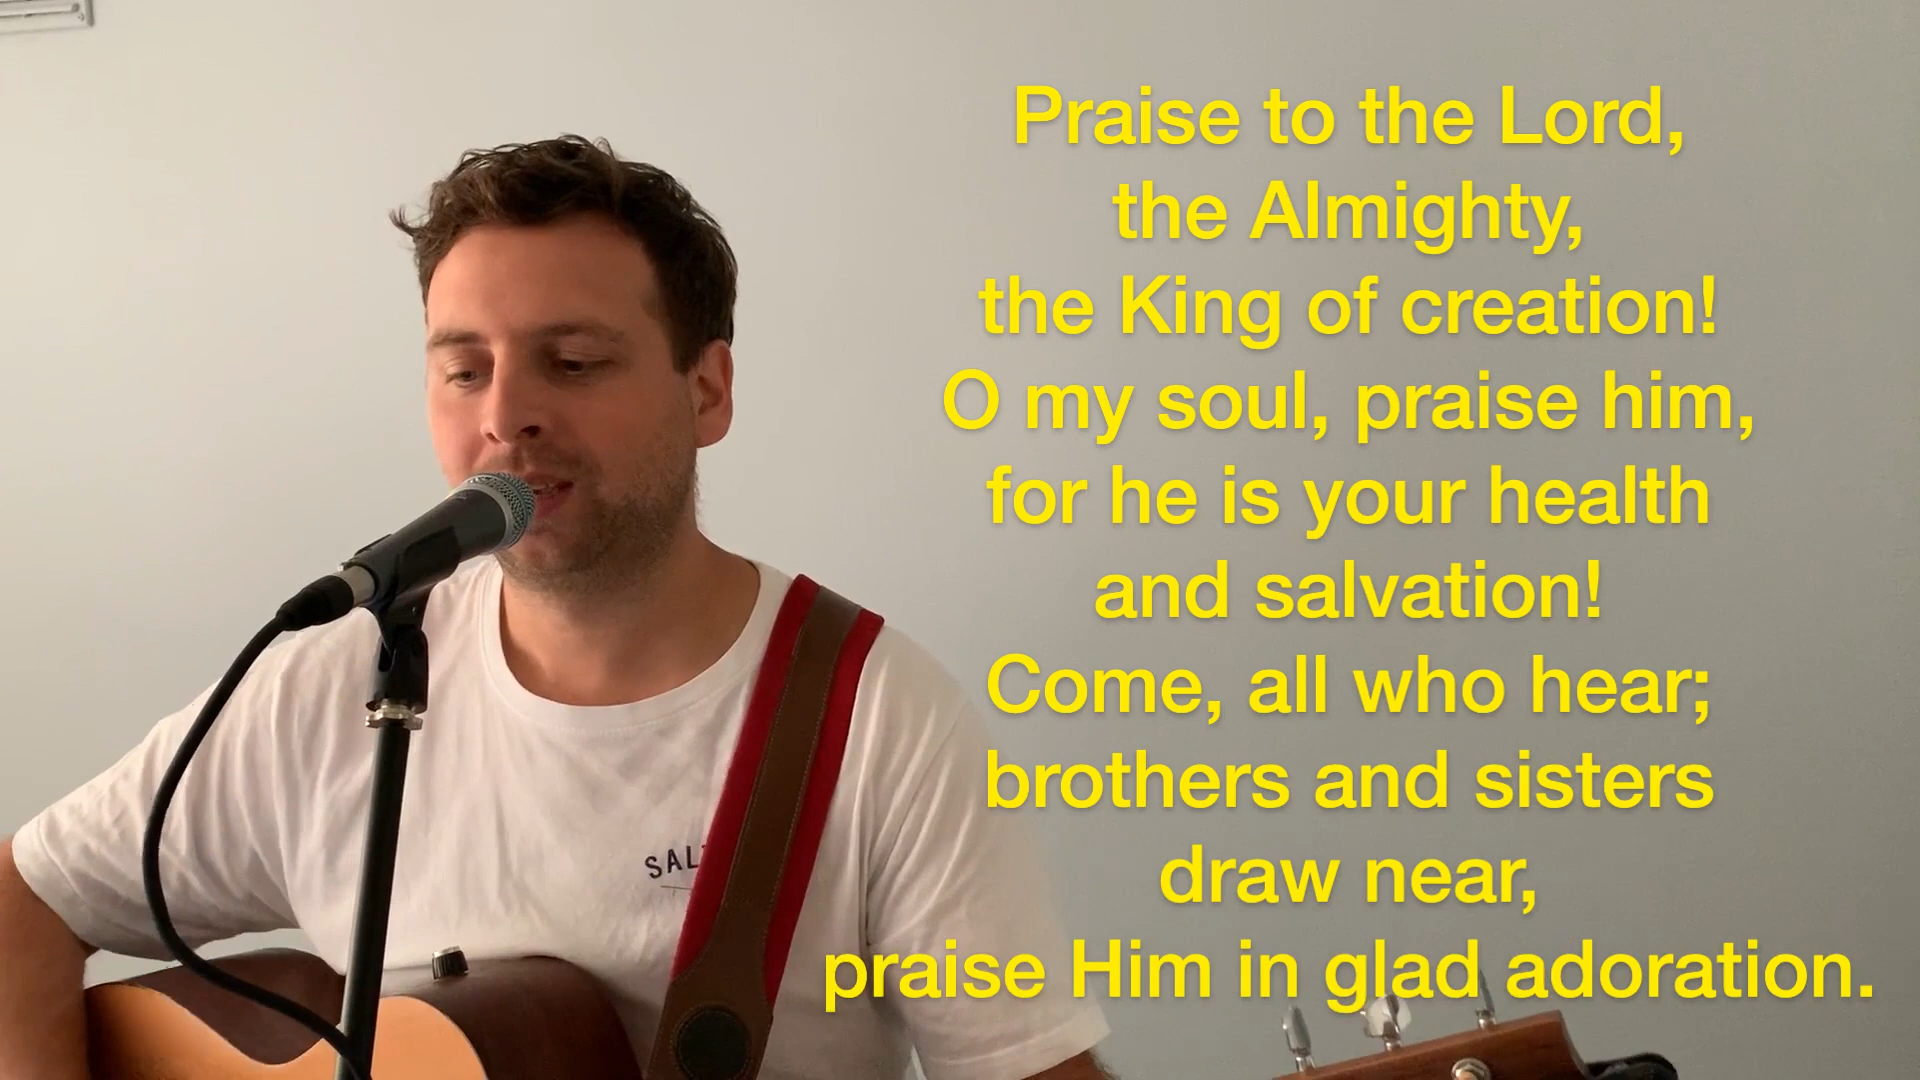 Praise to the Lord,
the Almighty,
the King of creation!
O my soul, praise him,
for he is your health
and salvation!
Come, all who hear;
brothers and sisters
draw near,
praise Him in glad adoration.